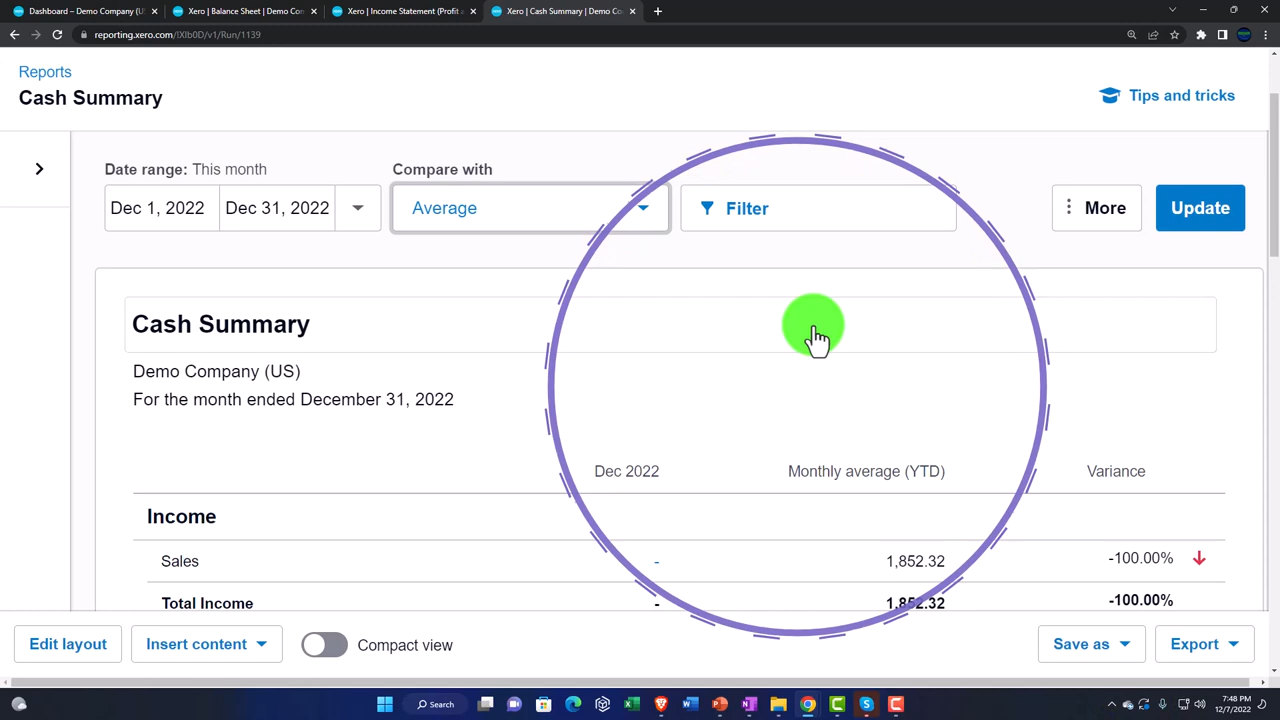 Dashboard – Demo Company (U
Xero | Balance Sheet | Demo Con
Xero | Income Statement (Profit a
Xero | Cash Summary | Demo Co
reporting.xero.com/!Xlb0D/v1/Run/1139
Reports
Cash Summary
Tips and tricks
Date range: This month
Compare with
Dec 1, 2022
Dec 31, 2022
Average
Filter
More
Update
Cash Summary
Demo Company (US)
For the month ended December 31, 2022
Dec 2022 Monthly average (YTD) Variance
Income
Sales - 1,852.32 -100.00%
Total Income - 1,852.32 -100.00%
Edit layout
Insert content
Compact view
Save as
Export
Search
7:48 PM
12/7/2022